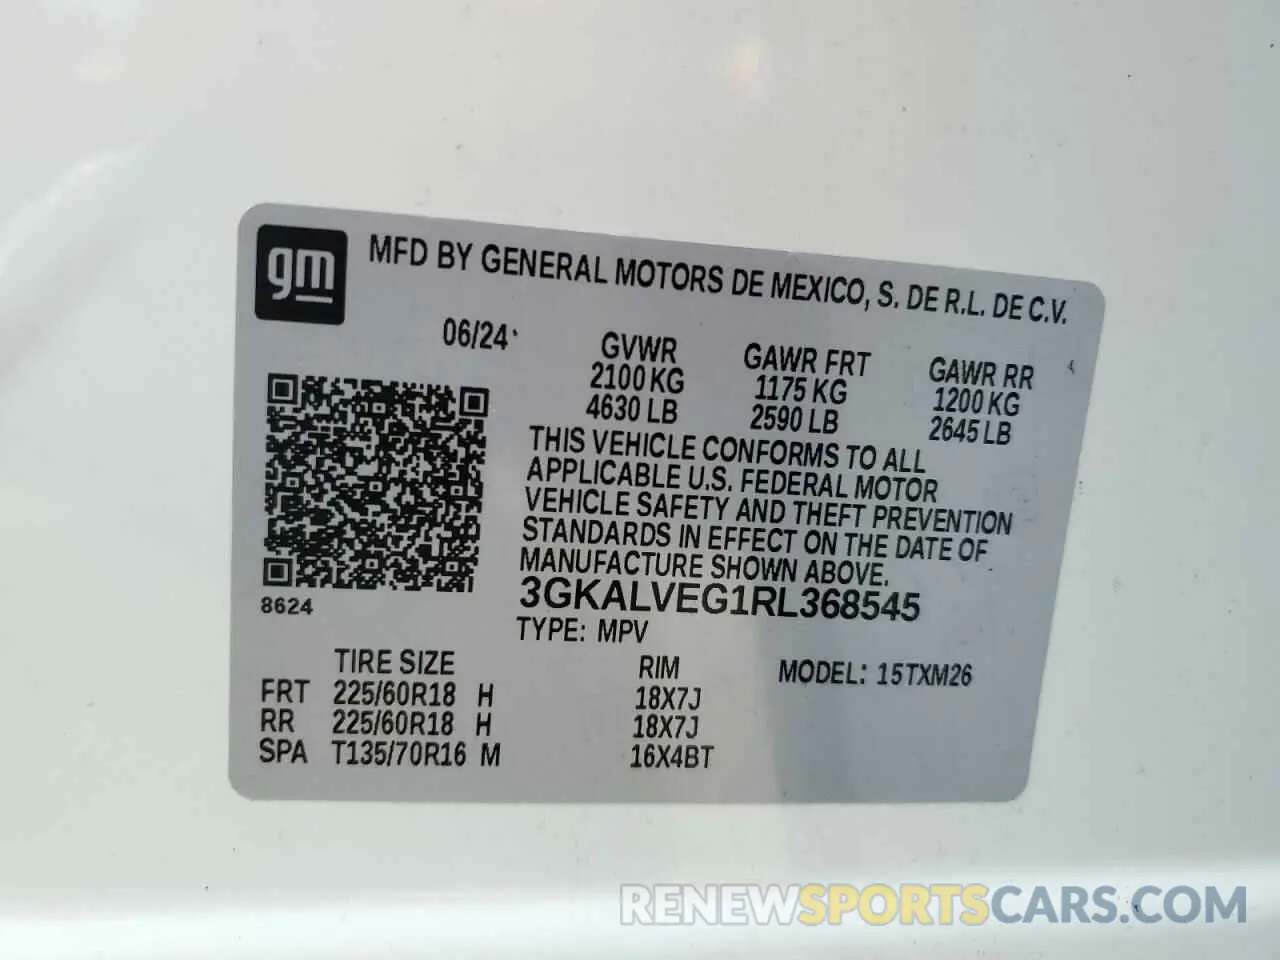 gm
MFD BY GENERAL MOTORS DE MEXICO, S. DE R.L. DE C.V.
06/24 GVWR GAWR FRT GAWR RR
2100 KG 1175 KG 1200 KG
4630 LB 2590 LB 2645 LB
THIS VEHICLE CONFORMS TO ALL
APPLICABLE U.S. FEDERAL MOTOR
VEHICLE SAFETY AND THEFT PREVENTION
STANDARDS IN EFFECT ON THE DATE OF
MANUFACTURE SHOWN ABOVE.
3GKALVEG1RL368545
8624
TYPE: MPV
TIRE SIZE RIM MODEL: 15TXM26
FRT 225/60R18 H 18X7J
RR 225/60R18 H 18X7J
SPA T135/70R16 M 16X4BT
RENEWSPORTSCARS.COM